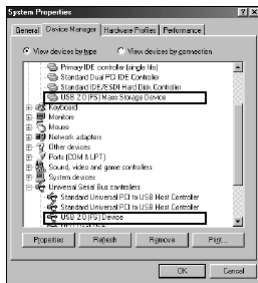 System Properties
General Device Manager Hardware Profiles Performance
View devices by type View devices by connection
Primary IDE controller (single fifo)
Standard Dual PCI IDE Controller
Standard IDE/ESDI Hard Disk Controller
USB 2.0 (FS) Mass Storage Device
Keyboard
Monitors
Mouse
Network adapters
Other devices
Ports (COM & LPT)
Sound, video and game controllers
System devices
Universal Serial Bus controllers
Standard Universal PCI to USB Host Controller
Standard Universal PCI to USB Host Controller
USB 2.0 (FS) Device
Properties Refresh Remove Print...
OK Cancel